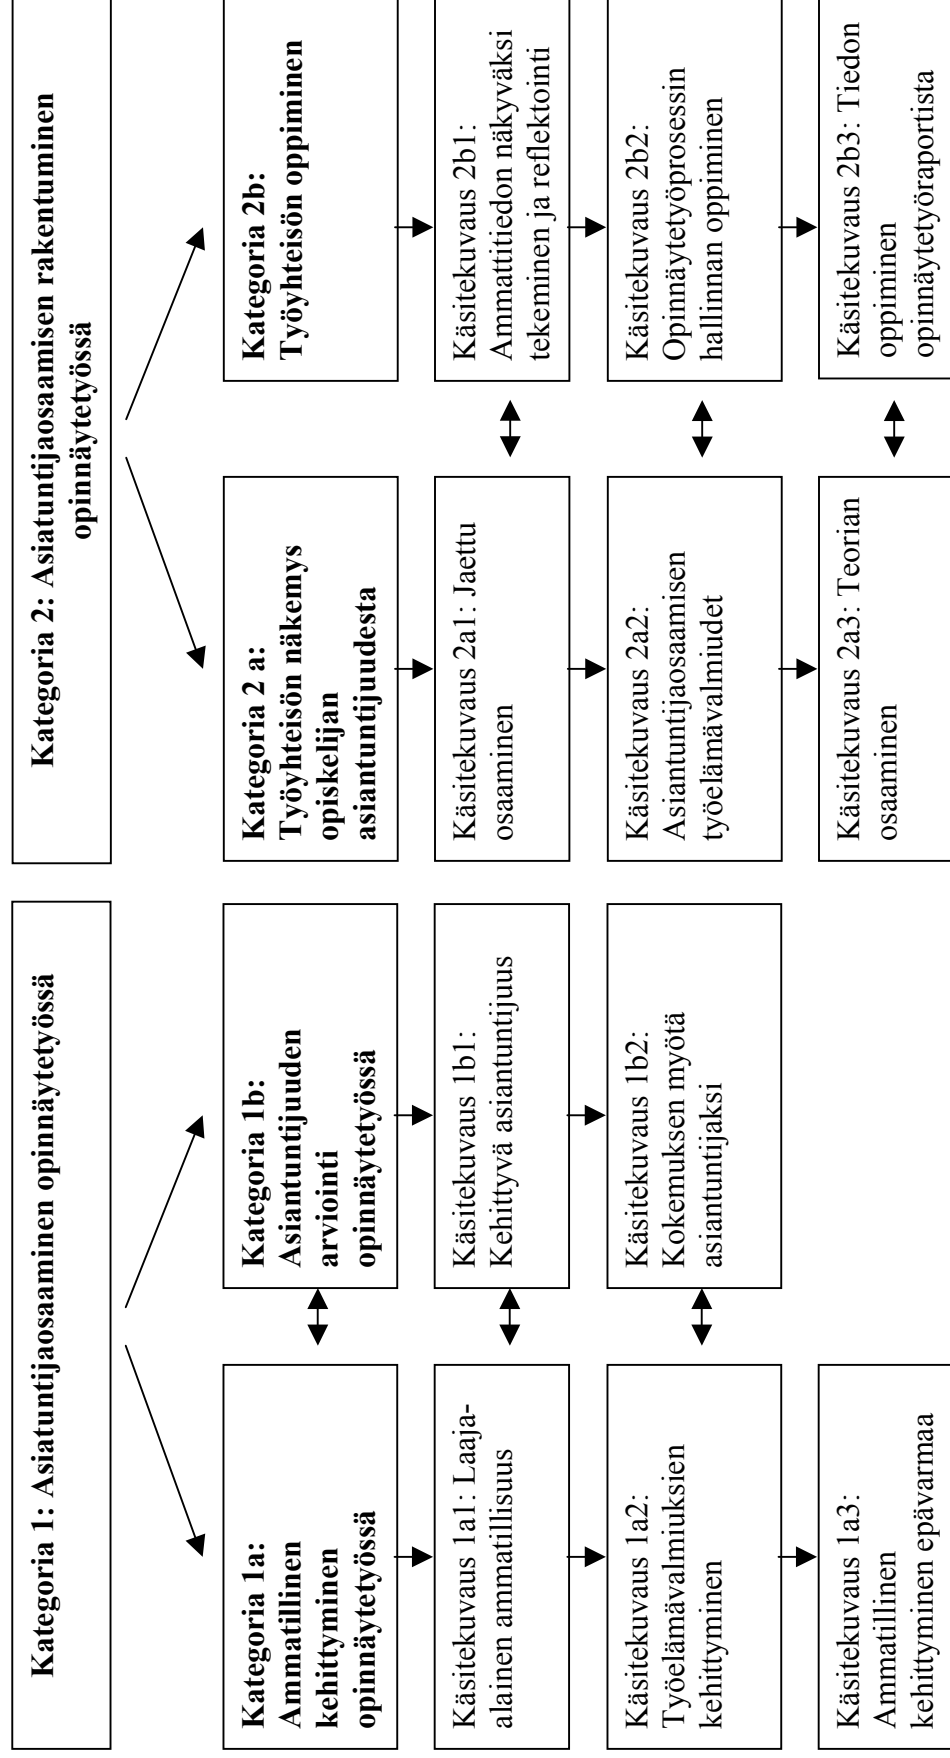 Kategoria 1: Asiatuntijaosaaminen opinnäytetyössä
Kategoria 1a:
Ammatillinen
kehittyminen
opinnäytetyössä
Käsitekuvaus 1a1: Laaja-
alainen ammatillisuus
Käsitekuvaus 1a2:
Työelämävalmiuksien
kehittyminen
Käsitekuvaus 1a3:
Ammatillinen
kehittyminen epävarmaa
Kategoria 1b:
Asiantuntijuuden
arviointi
opinnäytetyössä
Käsitekuvaus 1b1:
Kehittyvä asiantuntijuus
Käsitekuvaus 1b2:
Kokemuksen myötä
asiantuntijaksi
Kategoria 2: Asiatuntijaosaamisen rakentuminen
opinnäytetyössä
Kategoria 2 a:
Työyhteisön näkemys
opiskelijan
asiantuntijuudesta
Käsitekuvaus 2a1: Jaettu
osaaminen
Käsitekuvaus 2a2:
Asiantuntijaosaamisen
työelämävalmiudet
Käsitekuvaus 2a3: Teorian
osaaminen
Kategoria 2b:
Työyhteisön oppiminen
Käsitekuvaus 2b1:
Ammattitiedon näkyväksi
tekeminen ja reflektointi
Käsitekuvaus 2b2:
Opinnäytetyöprosessin
hallinnan oppiminen
Käsitekuvaus 2b3: Tiedon
oppiminen
opinnäytetyöraportista